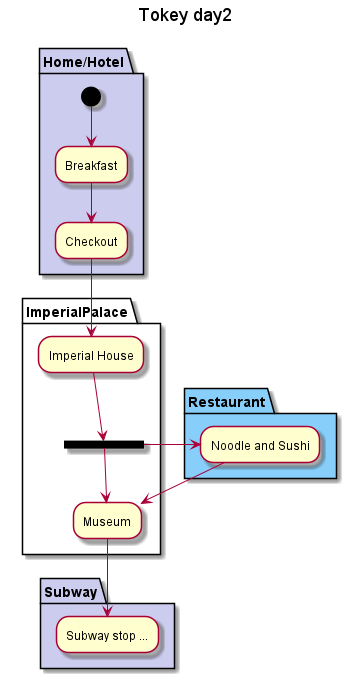 Tokey day2
Home/Hotel
Breakfast
Checkout
ImperialPalace
Imperial House
Restaurant
Noodle and Sushi
Museum
Subway
Subway stop ...